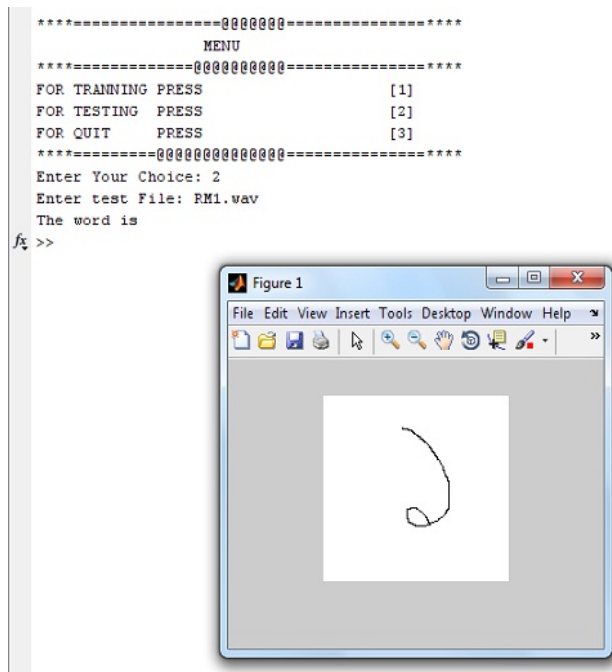 ****================@@@@@@@===============****
MENU
****=============@@@@@@@@@@===============****
FOR TRANNING PRESS [1]
FOR TESTING PRESS [2]
FOR QUIT PRESS [3]
****=========@@@@@@@@@@@@@@===============****
Enter Your Choice: 2
Enter test File: RM1.wav
The word is
fx >>
Figure 1
File Edit View Insert Tools Desktop Window Help